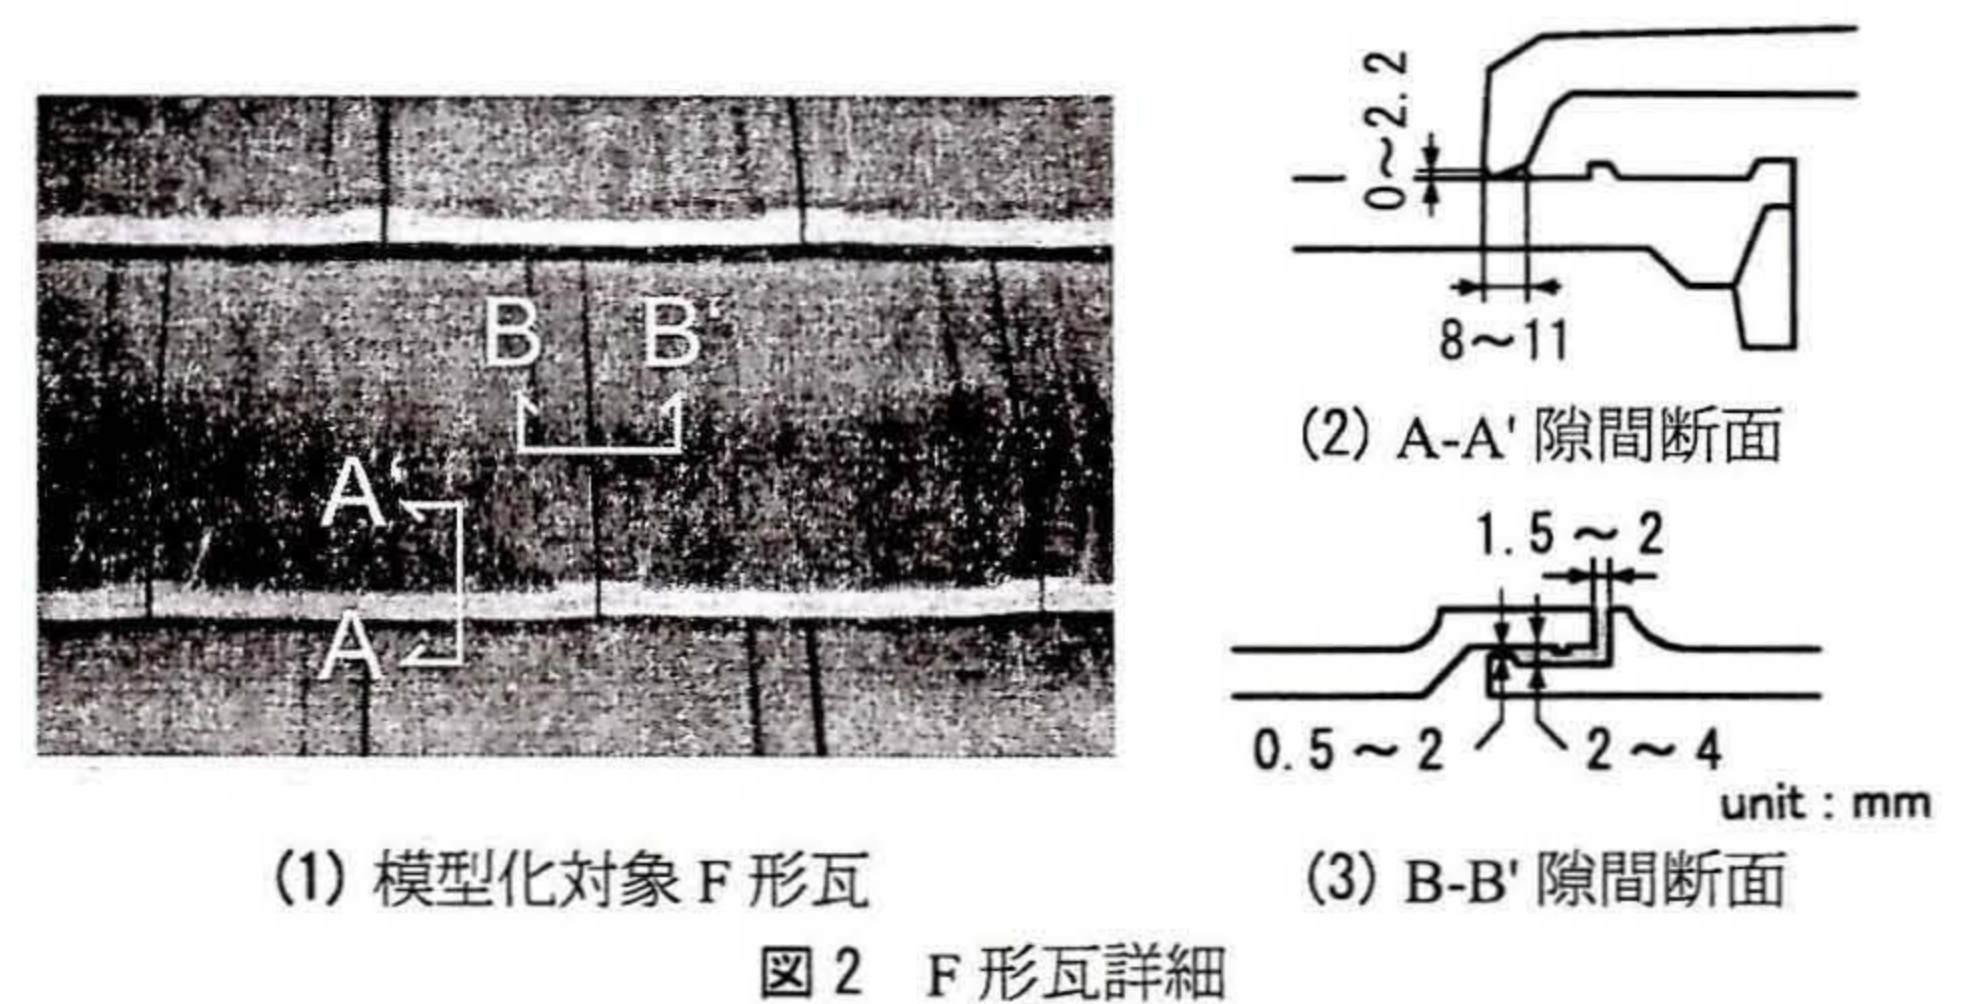 B B'
A'
A
(1) 模型化対象 F 形瓦
0~2.2
8~11
(2) A-A' 隙間断面
1.5 ~ 2
0.5 ~ 2
2 ~ 4
unit : mm
(3) B-B' 隙間断面
図 2 F 形瓦詳細